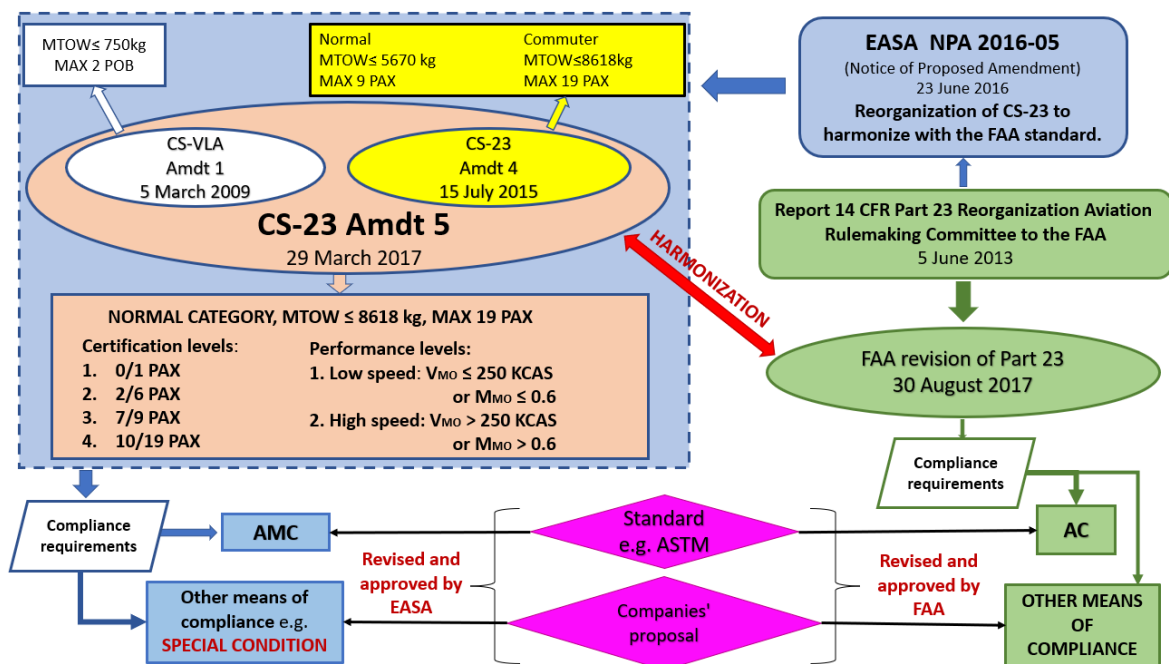 MTOW≤ 750kg
MAX 2 POB
Normal
MTOW≤ 5670 kg
MAX 9 PAX
Commuter
MTOW≤8618kg
MAX 19 PAX
EASA NPA 2016-05
(Notice of Proposed Amendment)
23 June 2016
Reorganization of CS-23 to
harmonize with the FAA standard.
CS-VLA
Amdt 1
5 March 2009
CS-23
Amdt 4
15 July 2015
CS-23 Amdt 5
29 March 2017
Report 14 CFR Part 23 Reorganization Aviation
Rulemaking Committee to the FAA
5 June 2013
HARMONIZATION
NORMAL CATEGORY, MTOW ≤ 8618 kg, MAX 19 PAX
Certification levels:
1. 0/1 PAX
2. 2/6 PAX
3. 7/9 PAX
4. 10/19 PAX
Performance levels:
1. Low speed: VMO ≤ 250 KCAS
or MMO ≤ 0.6
2. High speed: VMO > 250 KCAS
or MMO > 0.6
FAA revision of Part 23
30 August 2017
Compliance
requirements
Compliance
requirements
AMC
Standard
e.g. ASTM
AC
Revised and
approved by
EASA
Revised and
approved by
FAA
Other means of
compliance e.g.
SPECIAL CONDITION
Companies'
proposal
OTHER MEANS
OF
COMPLIANCE